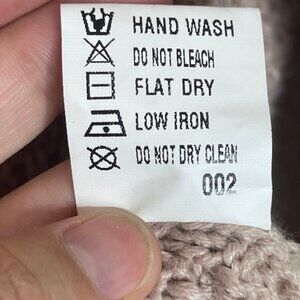 HAND WASH
DO NOT BLEACH
FLAT DRY
LOW IRON
DO NOT DRY CLEAN
002